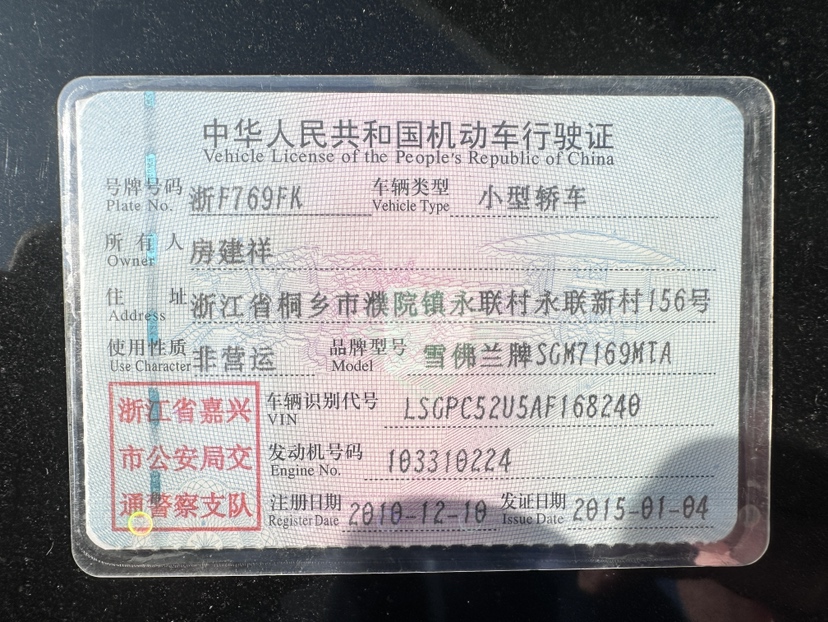 中华人民共和国机动车行驶证
Vehicle License of the People's Republic of China
号牌号码 浙F769FK 车辆类型 小型轿车
Plate No. Vehicle Type
所有人 房建祥
Owner
住址 浙江省桐乡市濮院镇永联村永联新村156号
Address
使用性质 非营运 品牌型号 雪佛兰牌SGM7169MTA
Use Character Model
浙江省嘉兴
市公安局交
通警察支队
车辆识别代号 LSGPC52U5AF168240
VIN
发动机号码 103310224
Engine No.
注册日期 2010-12-10 发证日期 2015-01-04
Register Date Issue Date